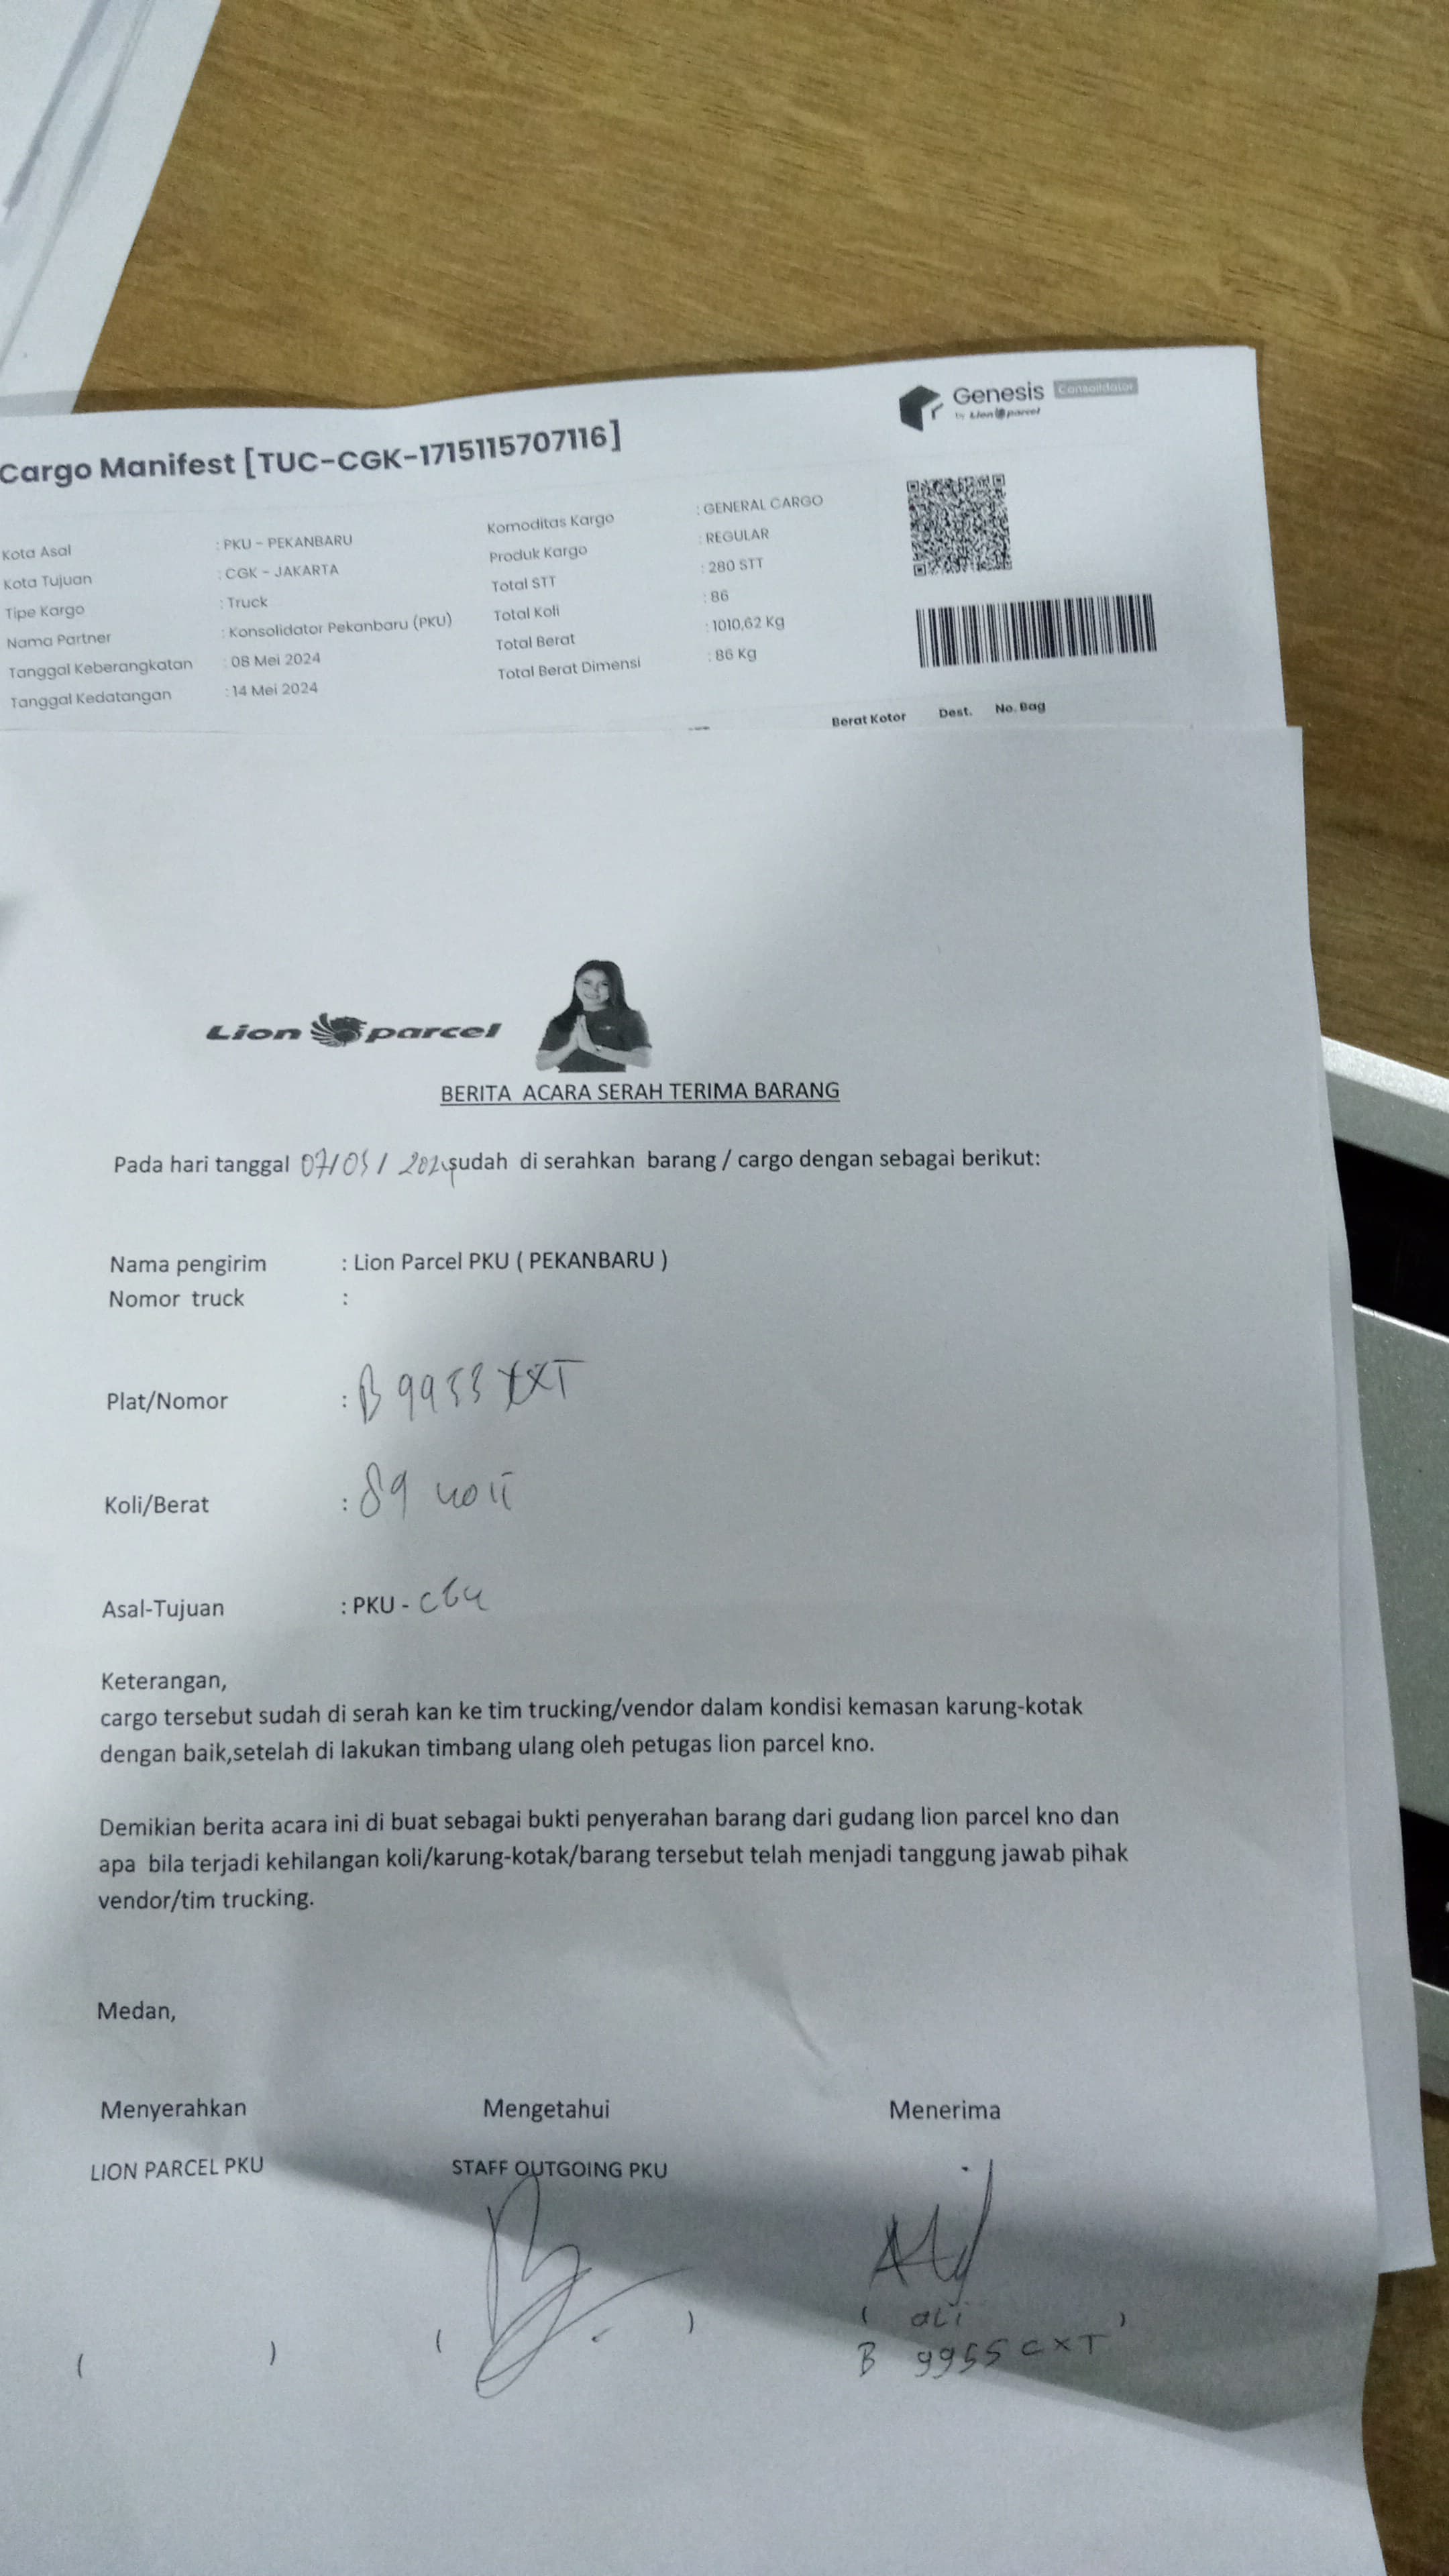 Genesis Consolidator
by Lion parcel
Cargo Manifest [TUC-CGK-1715115707116]
Kota Asal : PKU - PEKANBARU
Kota Tujuan : CGK - JAKARTA
Tipe Kargo : Truck
Nama Partner : Konsolidator Pekanbaru (PKU)
Tanggal Keberangkatan : 08 Mei 2024
Tanggal Kedatangan : 14 Mei 2024
Komoditas Kargo : GENERAL CARGO
Produk Kargo : REGULAR
Total STT : 280 STT
Total Koli : 86
Total Berat : 1010,62 Kg
Total Berat Dimensi : 86 Kg
Berat Kotor Dest. No. Bag
Lion parcel
BERITA ACARA SERAH TERIMA BARANG
Pada hari tanggal 07/05/2024 sudah di serahkan barang / cargo dengan sebagai berikut:
Nama pengirim : Lion Parcel PKU ( PEKANBARU )
Nomor truck :
Plat/Nomor : B 9955 XT
Koli/Berat : 89 koli
Asal-Tujuan : PKU - CGK
Keterangan,
cargo tersebut sudah di serah kan ke tim trucking/vendor dalam kondisi kemasan karung-kotak
dengan baik,setelah di lakukan timbang ulang oleh petugas lion parcel kno.
Demikian berita acara ini di buat sebagai bukti penyerahan barang dari gudang lion parcel kno dan
apa bila terjadi kehilangan koli/karung-kotak/barang tersebut telah menjadi tanggung jawab pihak
vendor/tim trucking.
Medan,
Menyerahkan Mengetahui Menerima
LION PARCEL PKU STAFF OUTGOING PKU
( ) ( ) ( ali )
B 9955 CXT